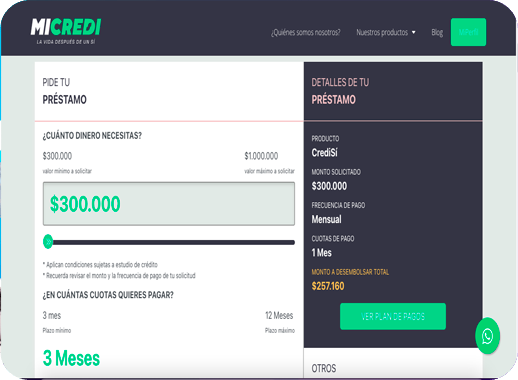 MICREDI
LA VIDA DESPUÉS DE UN SÍ
¿Quiénes somos nosotros? Nuestros productos Blog
PIDE TU
PRÉSTAMO
¿CUÁNTO DINERO NECESITAS?
$300.000 $1.000.000
valor mínimo a solicitar valor máximo a solicitar
$300.000
* Aplican condiciones sujetas a estudio de crédito
* Recuerda revisar el monto y la frecuencia de pago de tu solicitud
¿EN CUÁNTAS CUOTAS QUIERES PAGAR?
3 mes 12 Meses
Plazo mínimo Plazo máximo
3 Meses
DETALLES DE TU
PRÉSTAMO
PRODUCTO
CrediSí
MONTO SOLICITADO
$300.000
FRECUENCIA DE PAGO
Mensual
CUOTAS DE PAGO
1 Mes
MONTO A DESEMBOLSAR TOTAL
$257.160
VER PLAN DE PAGOS
OTROS